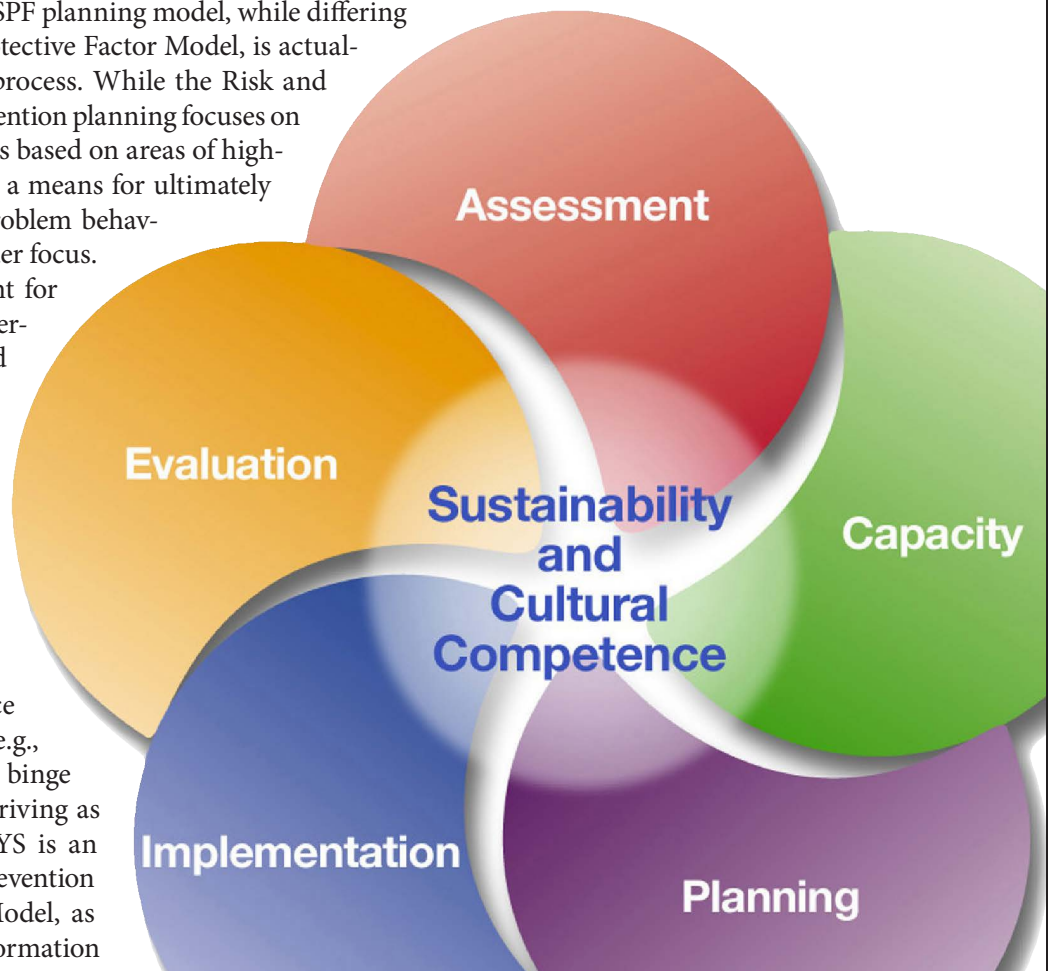 SPF planning model, while differing
tective Factor Model, is actual-
process. While the Risk and
ention planning focuses on
s based on areas of high-
a means for ultimately
roblem behav-
er focus.
nt for
er-
d
Assessment
Evaluation
Capacity
Sustainability
and
Cultural
Competence
Implementation
Planning
ce
e.g.,
binge
riving as
YS is an
evention
Model, as
ormation